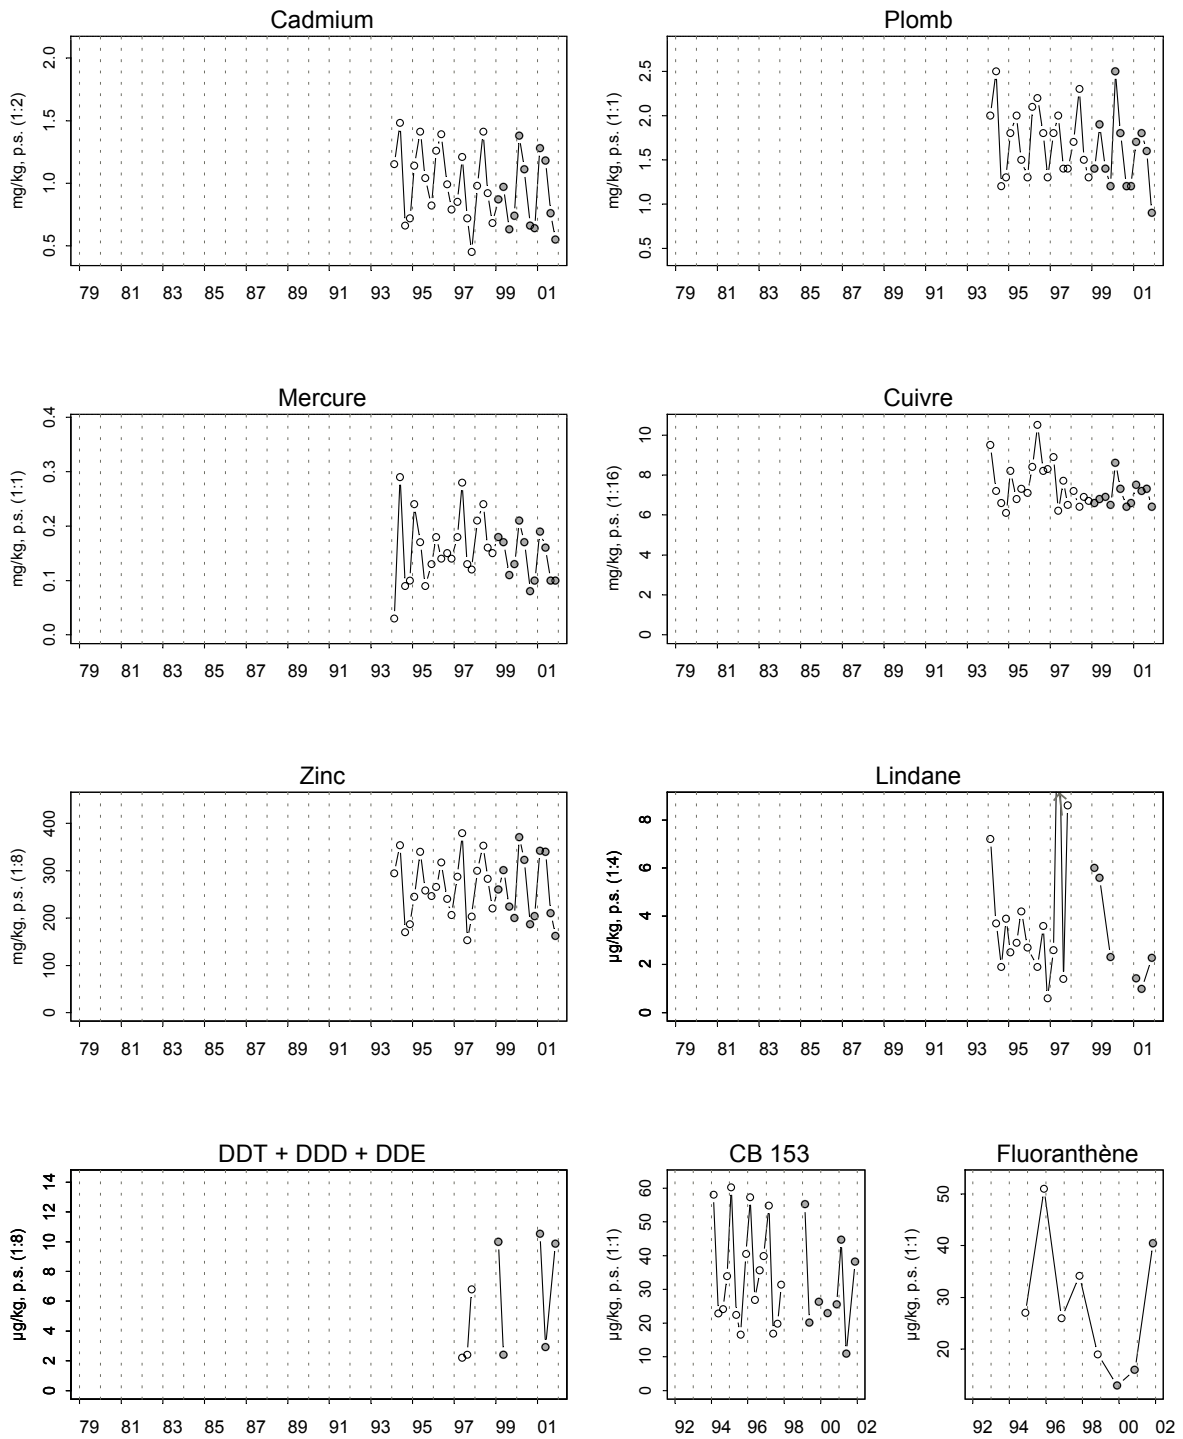 Cadmium
mg/kg, p.s. (1:2)
2.0
1.5
1.0
0.5
79 81 83 85 87 89 91 93 95 97 99 01
Plomb
mg/kg, p.s. (1:1)
2.5
2.0
1.5
1.0
0.5
79 81 83 85 87 89 91 93 95 97 99 01
Mercure
mg/kg, p.s. (1:1)
0.4
0.3
0.2
0.1
0.0
79 81 83 85 87 89 91 93 95 97 99 01
Cuivre
mg/kg, p.s. (1:16)
10
8
6
4
2
0
79 81 83 85 87 89 91 93 95 97 99 01
Zinc
mg/kg, p.s. (1:8)
400
300
200
100
0
79 81 83 85 87 89 91 93 95 97 99 01
Lindane
µg/kg, p.s. (1:4)
8
6
4
2
0
79 81 83 85 87 89 91 93 95 97 99 01
DDT + DDD + DDE
µg/kg, p.s. (1:8)
14
12
10
8
6
4
2
0
79 81 83 85 87 89 91 93 95 97 99 01
CB 153
µg/kg, p.s. (1:1)
60
50
40
30
20
10
0
92 94 96 98 00 02
Fluoranthène
µg/kg, p.s. (1:1)
50
40
30
20
92 94 96 98 00 02